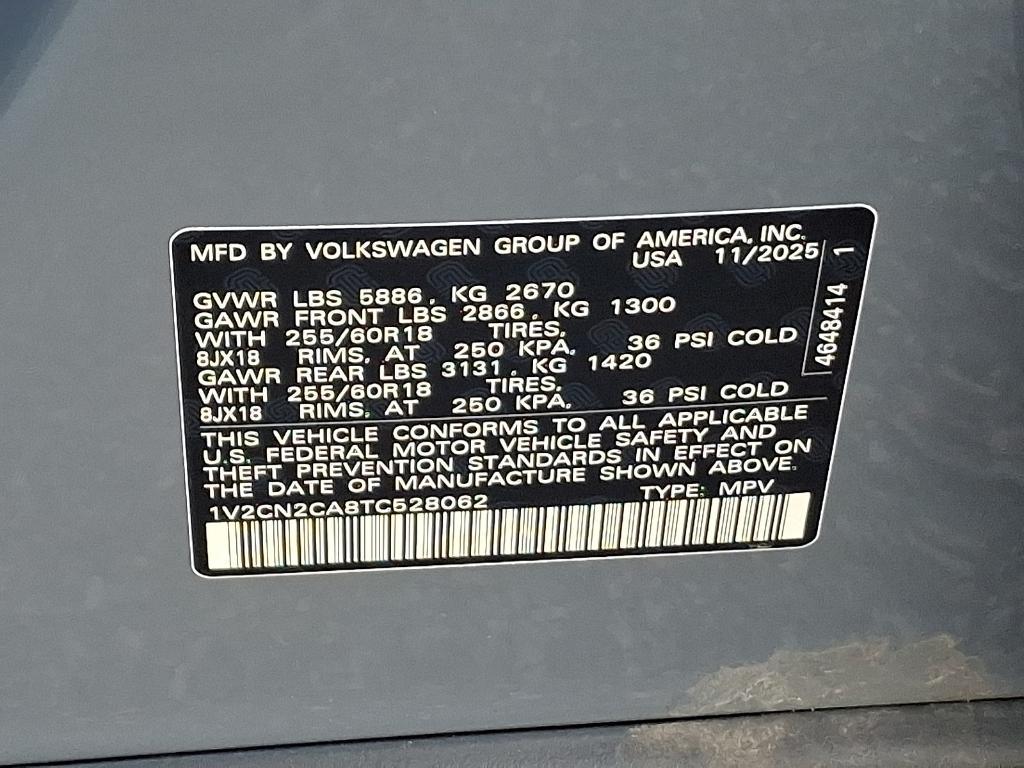 MFD BY VOLKSWAGEN GROUP OF AMERICA, INC.
USA 11/2025
GVWR LBS 5886, KG 2670
GAWR FRONT LBS 2866, KG 1300
WITH 255/60R18 TIRES,
8JX18 RIMS, AT 250 KPA, 36 PSI COLD
GAWR REAR LBS 3131, KG 1420
WITH 255/60R18 TIRES,
8JX18 RIMS, AT 250 KPA, 36 PSI COLD
THIS VEHICLE CONFORMS TO ALL APPLICABLE
U.S. FEDERAL MOTOR VEHICLE SAFETY AND
THEFT PREVENTION STANDARDS IN EFFECT ON
THE DATE OF MANUFACTURE SHOWN ABOVE.
1V2CN2CA8TC528062 TYPE: MPV
4648414 1